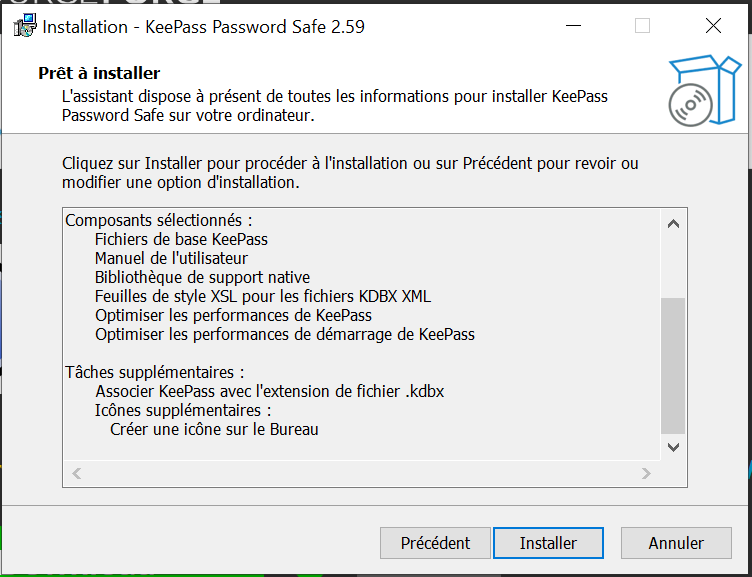 Installation - KeePass Password Safe 2.59
Prêt à installer
L'assistant dispose à présent de toutes les informations pour installer KeePass
Password Safe sur votre ordinateur.
Cliquez sur Installer pour procéder à l'installation ou sur Précédent pour revoir ou
modifier une option d'installation.
Composants sélectionnés :
Fichiers de base KeePass
Manuel de l'utilisateur
Bibliothèque de support native
Feuilles de style XSL pour les fichiers KDBX XML
Optimiser les performances de KeePass
Optimiser les performances de démarrage de KeePass
Tâches supplémentaires :
Associer KeePass avec l'extension de fichier .kdbx
Icônes supplémentaires :
Créer une icône sur le Bureau
Précédent
Installer
Annuler